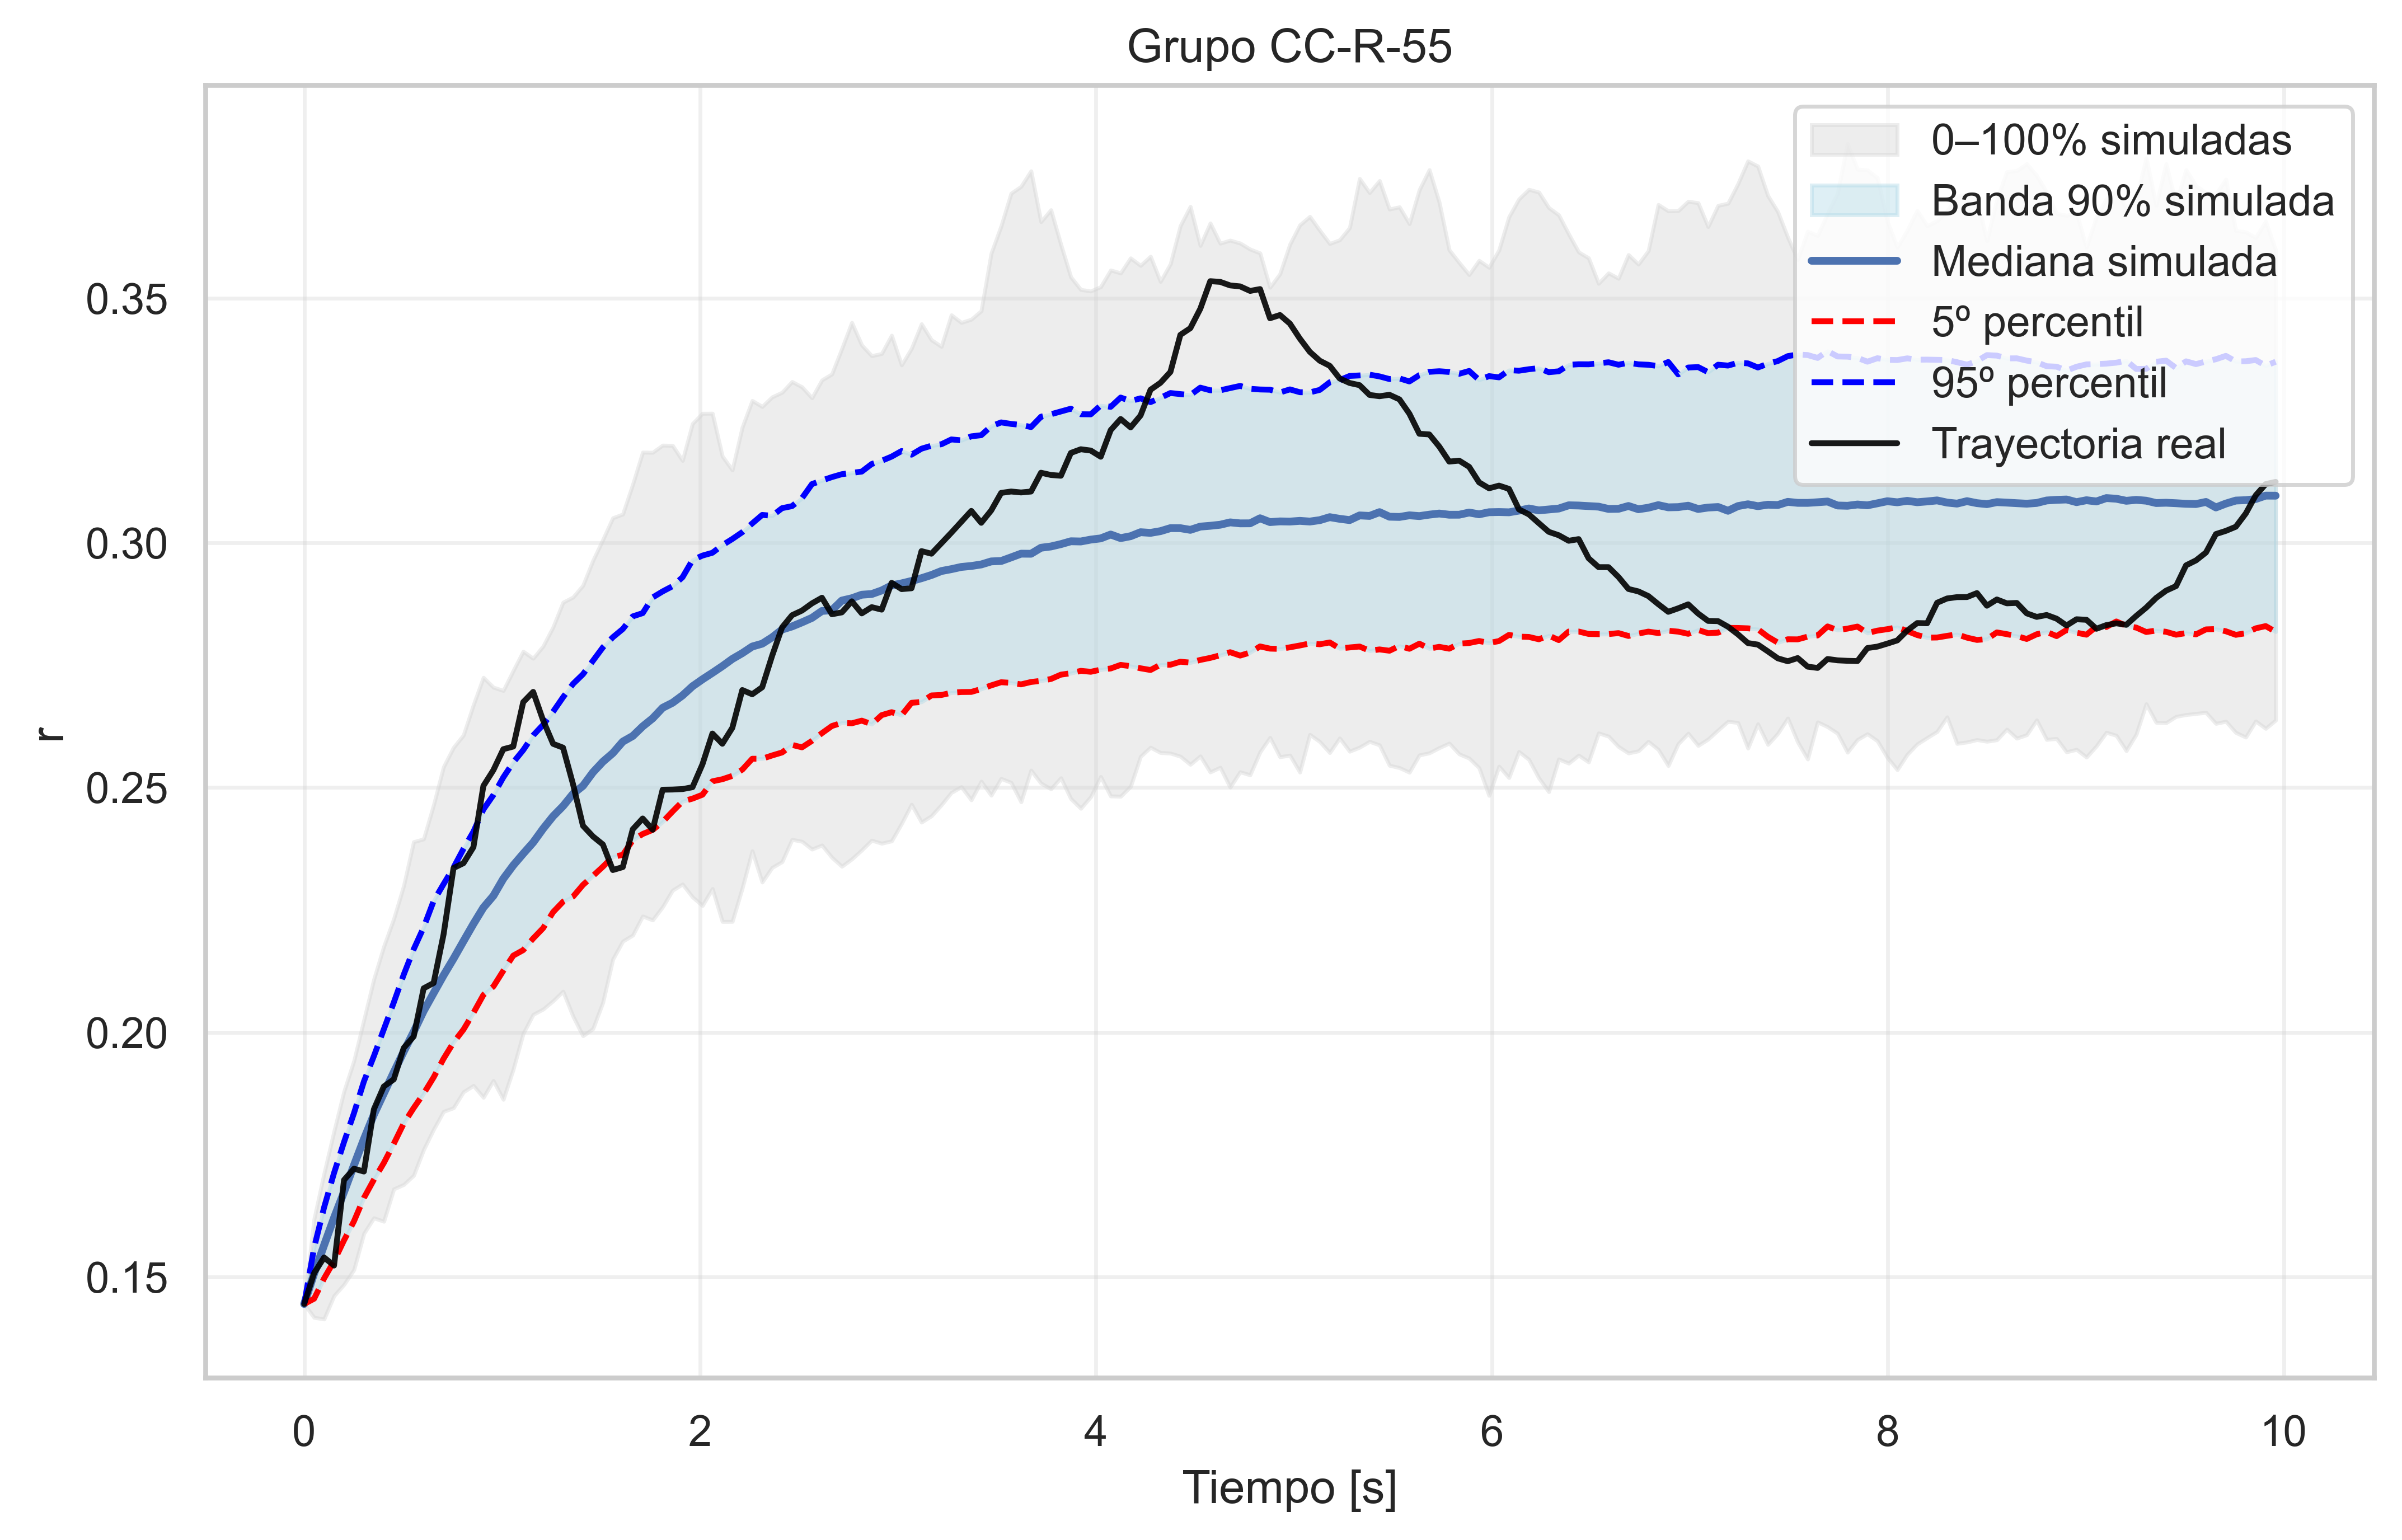 Grupo CC-R-55
0–100% simuladas
Banda 90% simulada
Mediana simulada
5º percentil
95º percentil
Trayectoria real
0.35
0.30
0.25
0.20
0.15
r
0 2 4 6 8 10
Tiempo [s]